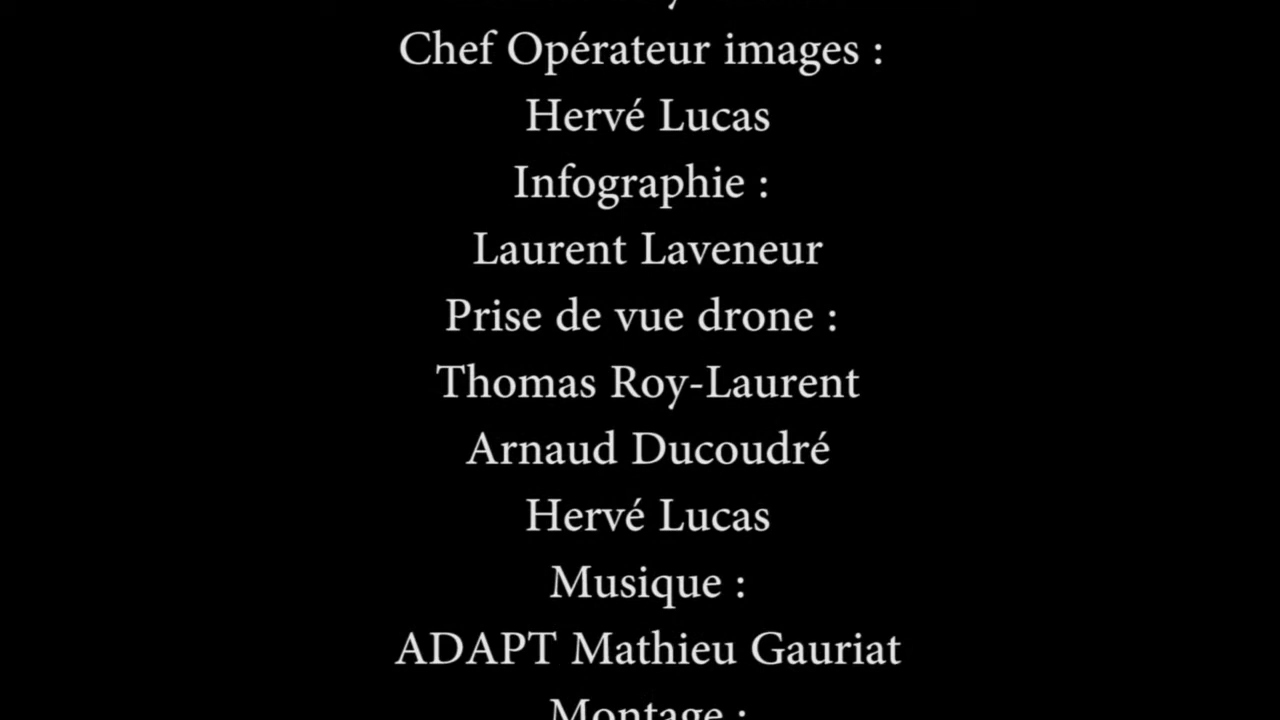 Chef Opérateur images :
Hervé Lucas
Infographie :
Laurent Laveneur
Prise de vue drone :
Thomas Roy-Laurent
Arnaud Ducoudré
Hervé Lucas
Musique :
ADAPT Mathieu Gauriat
Montage :